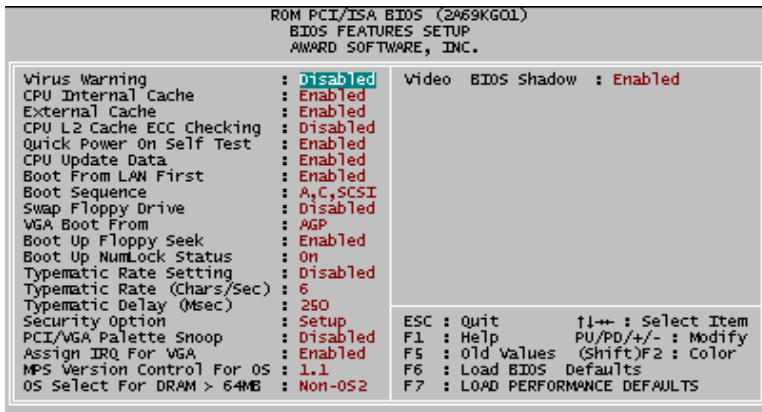 ROM PCI/ISA BIOS (2A69KG01)
BIOS FEATURES SETUP
AWARD SOFTWARE, INC.
Virus Warning : Disabled
CPU Internal Cache : Enabled
External Cache : Enabled
CPU L2 Cache ECC Checking : Disabled
Quick Power On Self Test : Enabled
CPU Update Data : Enabled
Boot From LAN First : Enabled
Boot Sequence : A,C,SCSI
Swap Floppy Drive : Disabled
VGA Boot From : AGP
Boot Up Floppy Seek : Enabled
Boot Up NumLock Status : On
Typematic Rate Setting : Disabled
Typematic Rate (Chars/Sec) : 6
Typematic Delay (Msec) : 250
Security Option : Setup
PCI/VGA Palette Snoop : Disabled
Assign IRQ For VGA : Enabled
MPS Version Control For OS : 1.1
OS Select For DRAM > 64MB : Non-OS2
Video BIOS Shadow : Enabled
ESC : Quit ↑↓→← : Select Item
F1 : Help PU/PD/+/- : Modify
F5 : Old Values (Shift)F2 : Color
F6 : Load BIOS Defaults
F7 : LOAD PERFORMANCE DEFAULTS